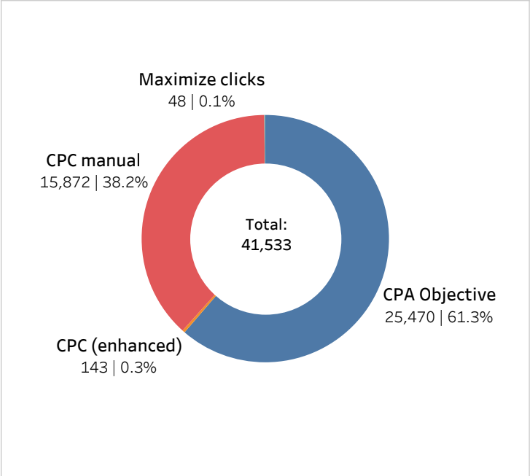 Maximize clicks
48 | 0.1%
CPC manual
15,872 | 38.2%
Total:
41,533
CPA Objective
25,470 | 61.3%
CPC (enhanced)
143 | 0.3%